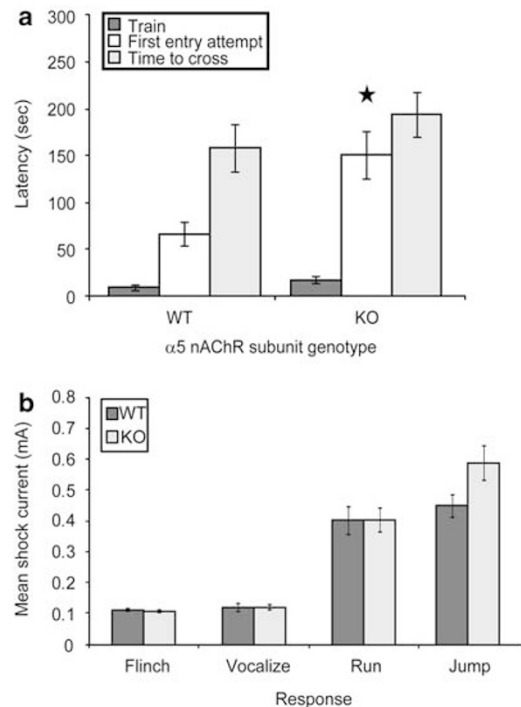 a
300
250
200
150
100
50
0
Latency (sec)
Train
First entry attempt
Time to cross
★
WT
KO
α5 nAChR subunit genotype
b
0.8
0.7
0.6
0.5
0.4
0.3
0.2
0.1
0
Mean shock current (mA)
WT
KO
Flinch Vocalize Run Jump
Response